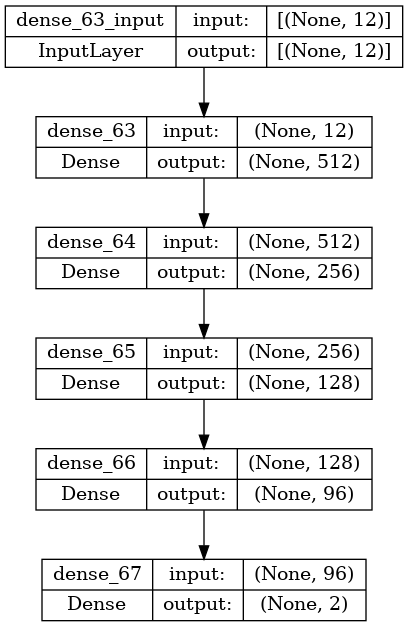 dense_63_input input: [(None, 12)]
InputLayer output: [(None, 12)]
dense_63 input: (None, 12)
Dense output: (None, 512)
dense_64 input: (None, 512)
Dense output: (None, 256)
dense_65 input: (None, 256)
Dense output: (None, 128)
dense_66 input: (None, 128)
Dense output: (None, 96)
dense_67 input: (None, 96)
Dense output: (None, 2)